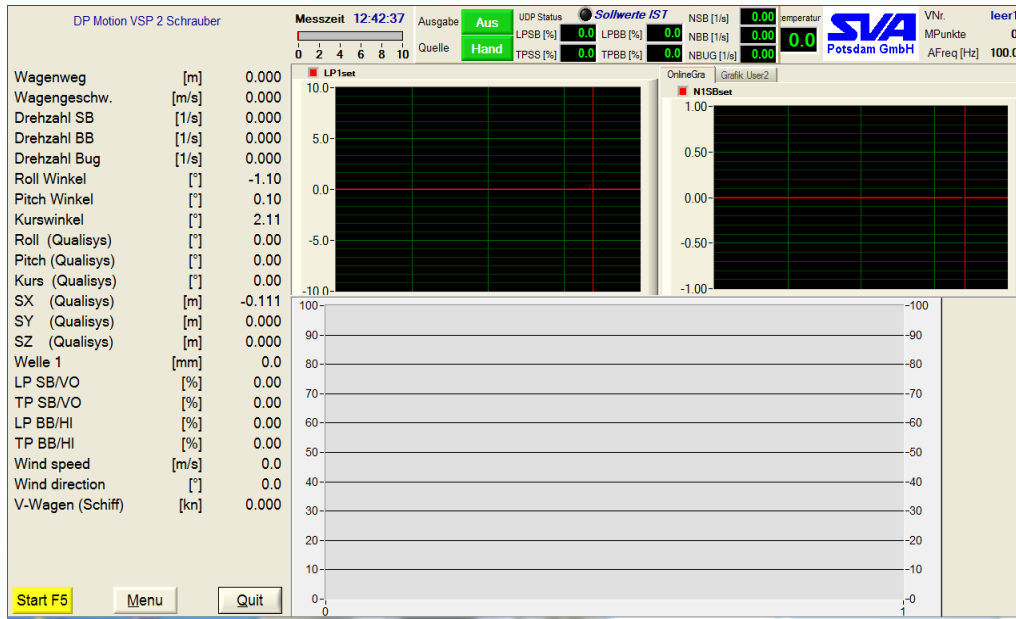 DP Motion VSP 2 Schrauber
Messzeit 12:42:37
0 2 4 6 8 10
Ausgabe Aus
Quelle Hand
UDP Status Sollwerte IST
LPSB [%] 0.0 LPBB [%] 0.0
TPSS [%] 0.0 TPBB [%] 0.0
NSB [1/s] 0.00
NBB [1/s] 0.00
NBUG [1/s] 0.00
emperatur
0.0
SVA
Potsdam GmbH
VNr. leer1
MPunkte 0
AFreq [Hz] 100.0
Wagenweg [m] 0.000
Wagengeschw. [m/s] 0.000
Drehzahl SB [1/s] 0.000
Drehzahl BB [1/s] 0.000
Drehzahl Bug [1/s] 0.000
Roll Winkel [°] -1.10
Pitch Winkel [°] 0.10
Kurswinkel [°] 2.11
Roll (Qualisys) [°] 0.00
Pitch (Qualisys) [°] 0.00
Kurs (Qualisys) [°] 0.00
SX (Qualisys) [m] -0.111
SY (Qualisys) [m] 0.000
SZ (Qualisys) [m] 0.000
Welle 1 [mm] 0.0
LP SB/VO [%] 0.00
TP SB/VO [%] 0.00
LP BB/HI [%] 0.00
TP BB/HI [%] 0.00
Wind speed [m/s] 0.0
Wind direction [°] 0.0
V-Wagen (Schiff) [kn] 0.000
Start F5 Menu Quit
LP1set
10.0
5.0
0.0
-5.0
-10.0
OnlineGra Grafik User2
N1SBset
1.00
0.50
0.00
-0.50
-1.00
100 -100
90 -90
80 -80
70 -70
60 -60
50 -50
40 -40
30 -30
20 -20
10 -10
0 -0
0 1